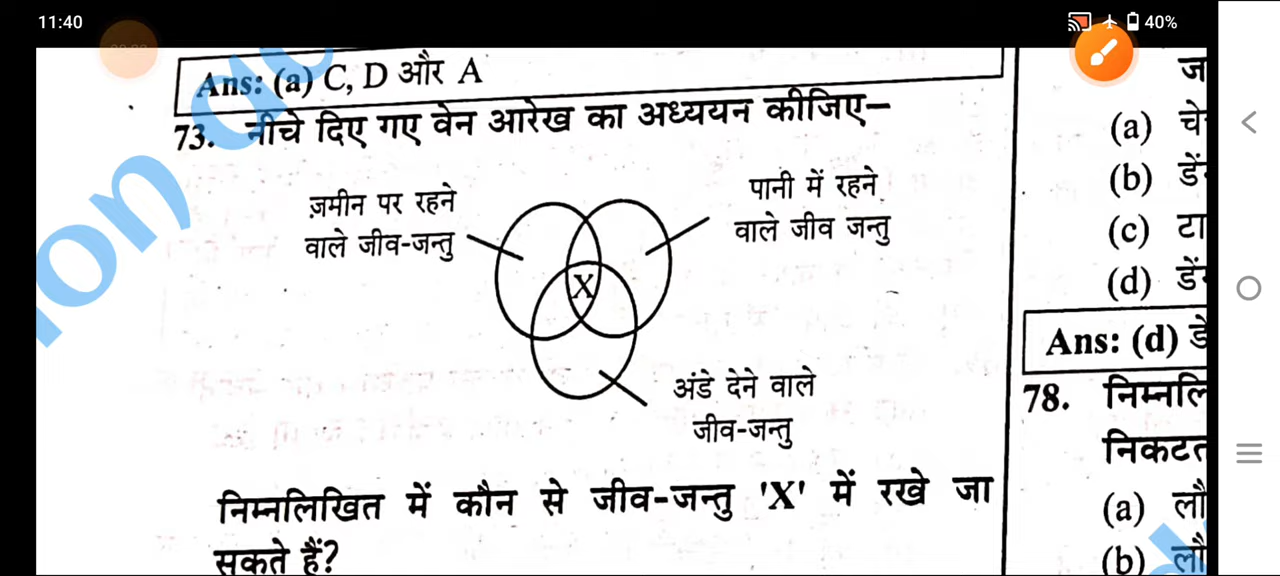 11:40
40%
Ans: (a) C, D और A
73. नीचे दिए गए वेन आरेख का अध्ययन कीजिए–
ज़मीन पर रहने
वाले जीव-जन्तु
पानी में रहने
वाले जीव जन्तु
X
अंडे देने वाले
जीव-जन्तु
निम्नलिखित में कौन से जीव-जन्तु 'X' में रखे जा
सकते हैं?
(a)
(b)
(c)
(d)
Ans: (d)
78.
(a)
(b)